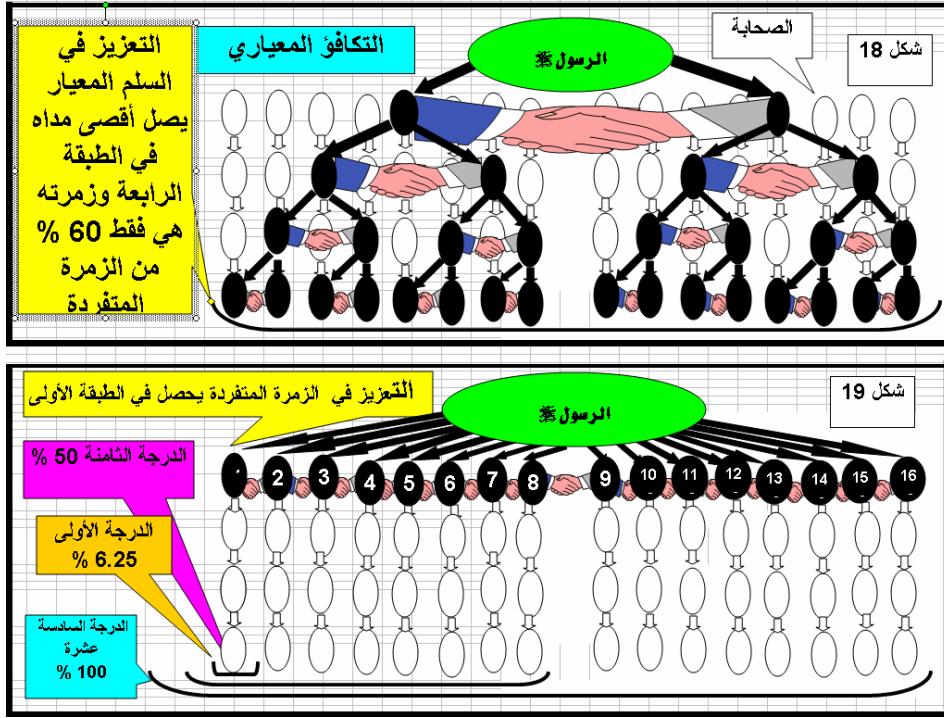 شكل 18
الصحابة
الرسول ﷺ
التكافؤ المعياري
التعزيز في
السلم المعيار
يصل أقصى مداه
في الطبقة
الرابعة وزمرته
هي فقط 60 %
من الزمرة
المتفردة
شكل 19
الرسول ﷺ
التعزيز في الزمرة المتفردة يحصل في الطبقة الأولى
الدرجة الثامنة 50 %
الدرجة الأولى
6.25 %
الدرجة السادسة
عشرة
100 %
1 2 3 4 5 6 7 8 9 10 11 12 13 14 15 16